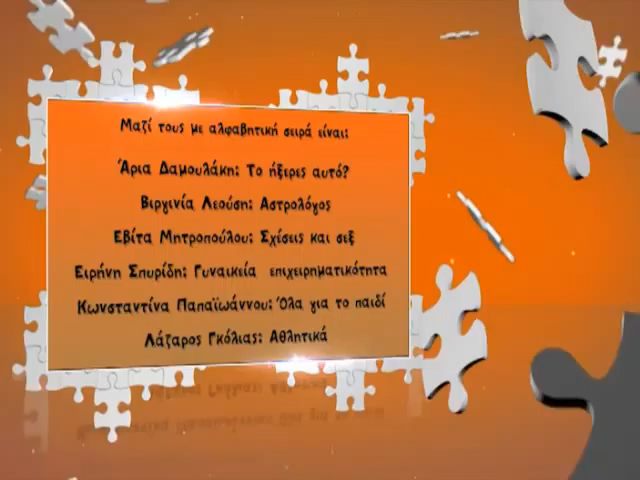 Μαζί τους με αλφαβητική σειρά είναι:
Άρια Δαμουλάκη: Το ήξερες αυτό?
Βιργινία Λεούση: Αστρολόγος
Εβίτα Μητροπούλου: Σχέσεις και σεξ
Ειρήνη Σπυρίδη: Γυναικεία επιχειρηματικότητα
Κωνσταντίνα Παπαϊωάννου: Όλα για το παιδί
Λάζαρος Γκόλιας: Αθλητικά